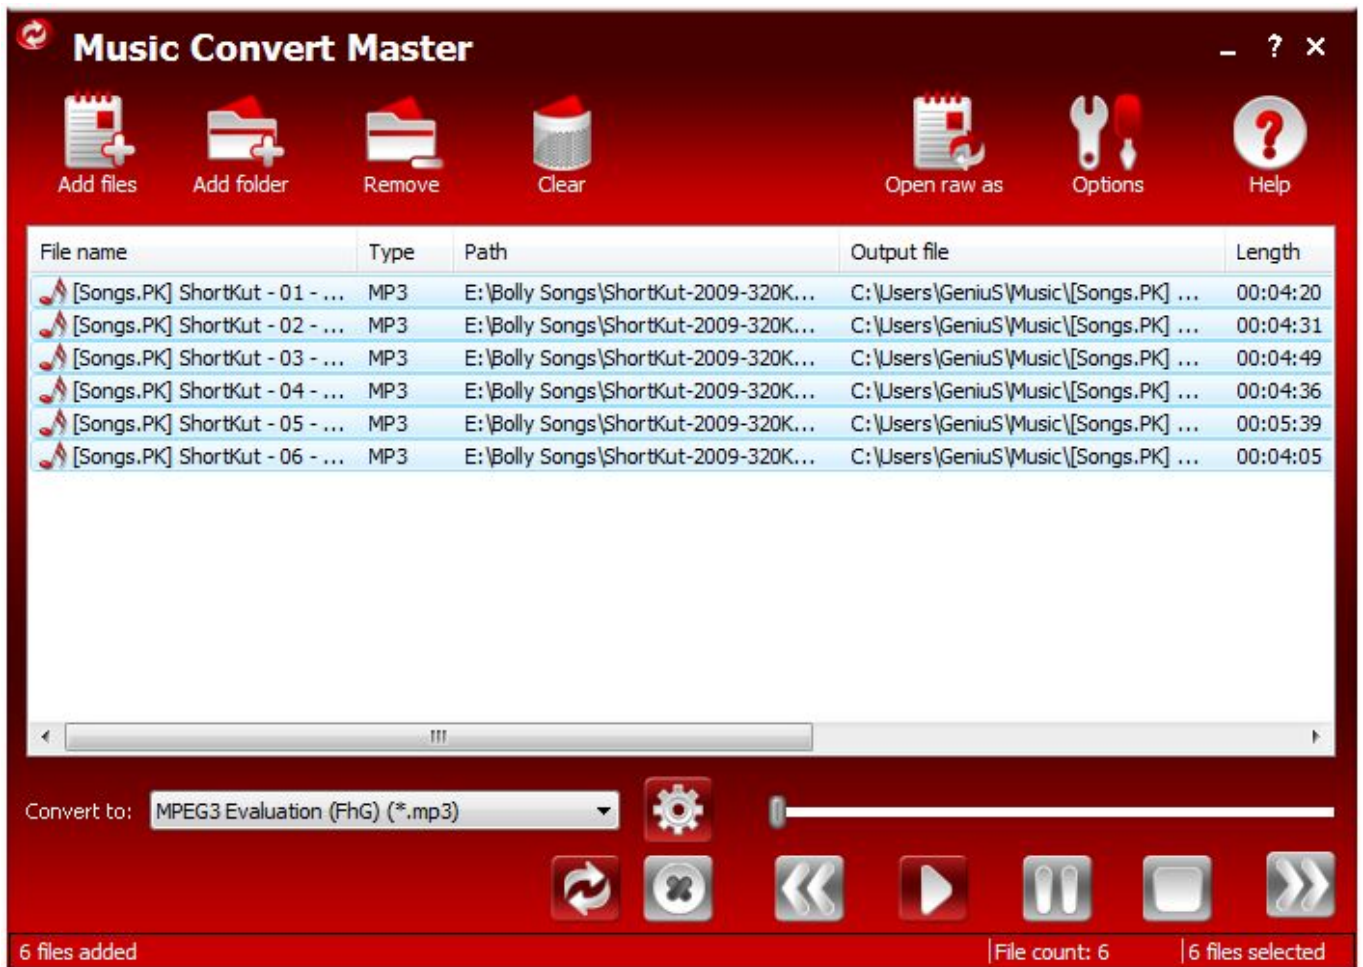 Music Convert Master
Add files Add folder Remove Clear Open raw as Options Help
File name Type Path Output file Length
[Songs.PK] ShortKut - 01 - ... MP3 E:\Bolly Songs\ShortKut-2009-320K... C:\Users\GeniuS\Music\[Songs.PK] ... 00:04:20
[Songs.PK] ShortKut - 02 - ... MP3 E:\Bolly Songs\ShortKut-2009-320K... C:\Users\GeniuS\Music\[Songs.PK] ... 00:04:31
[Songs.PK] ShortKut - 03 - ... MP3 E:\Bolly Songs\ShortKut-2009-320K... C:\Users\GeniuS\Music\[Songs.PK] ... 00:04:49
[Songs.PK] ShortKut - 04 - ... MP3 E:\Bolly Songs\ShortKut-2009-320K... C:\Users\GeniuS\Music\[Songs.PK] ... 00:04:36
[Songs.PK] ShortKut - 05 - ... MP3 E:\Bolly Songs\ShortKut-2009-320K... C:\Users\GeniuS\Music\[Songs.PK] ... 00:05:39
[Songs.PK] ShortKut - 06 - ... MP3 E:\Bolly Songs\ShortKut-2009-320K... C:\Users\GeniuS\Music\[Songs.PK] ... 00:04:05
Convert to: MPEG3 Evaluation (FhG) (*.mp3)
6 files added File count: 6 6 files selected